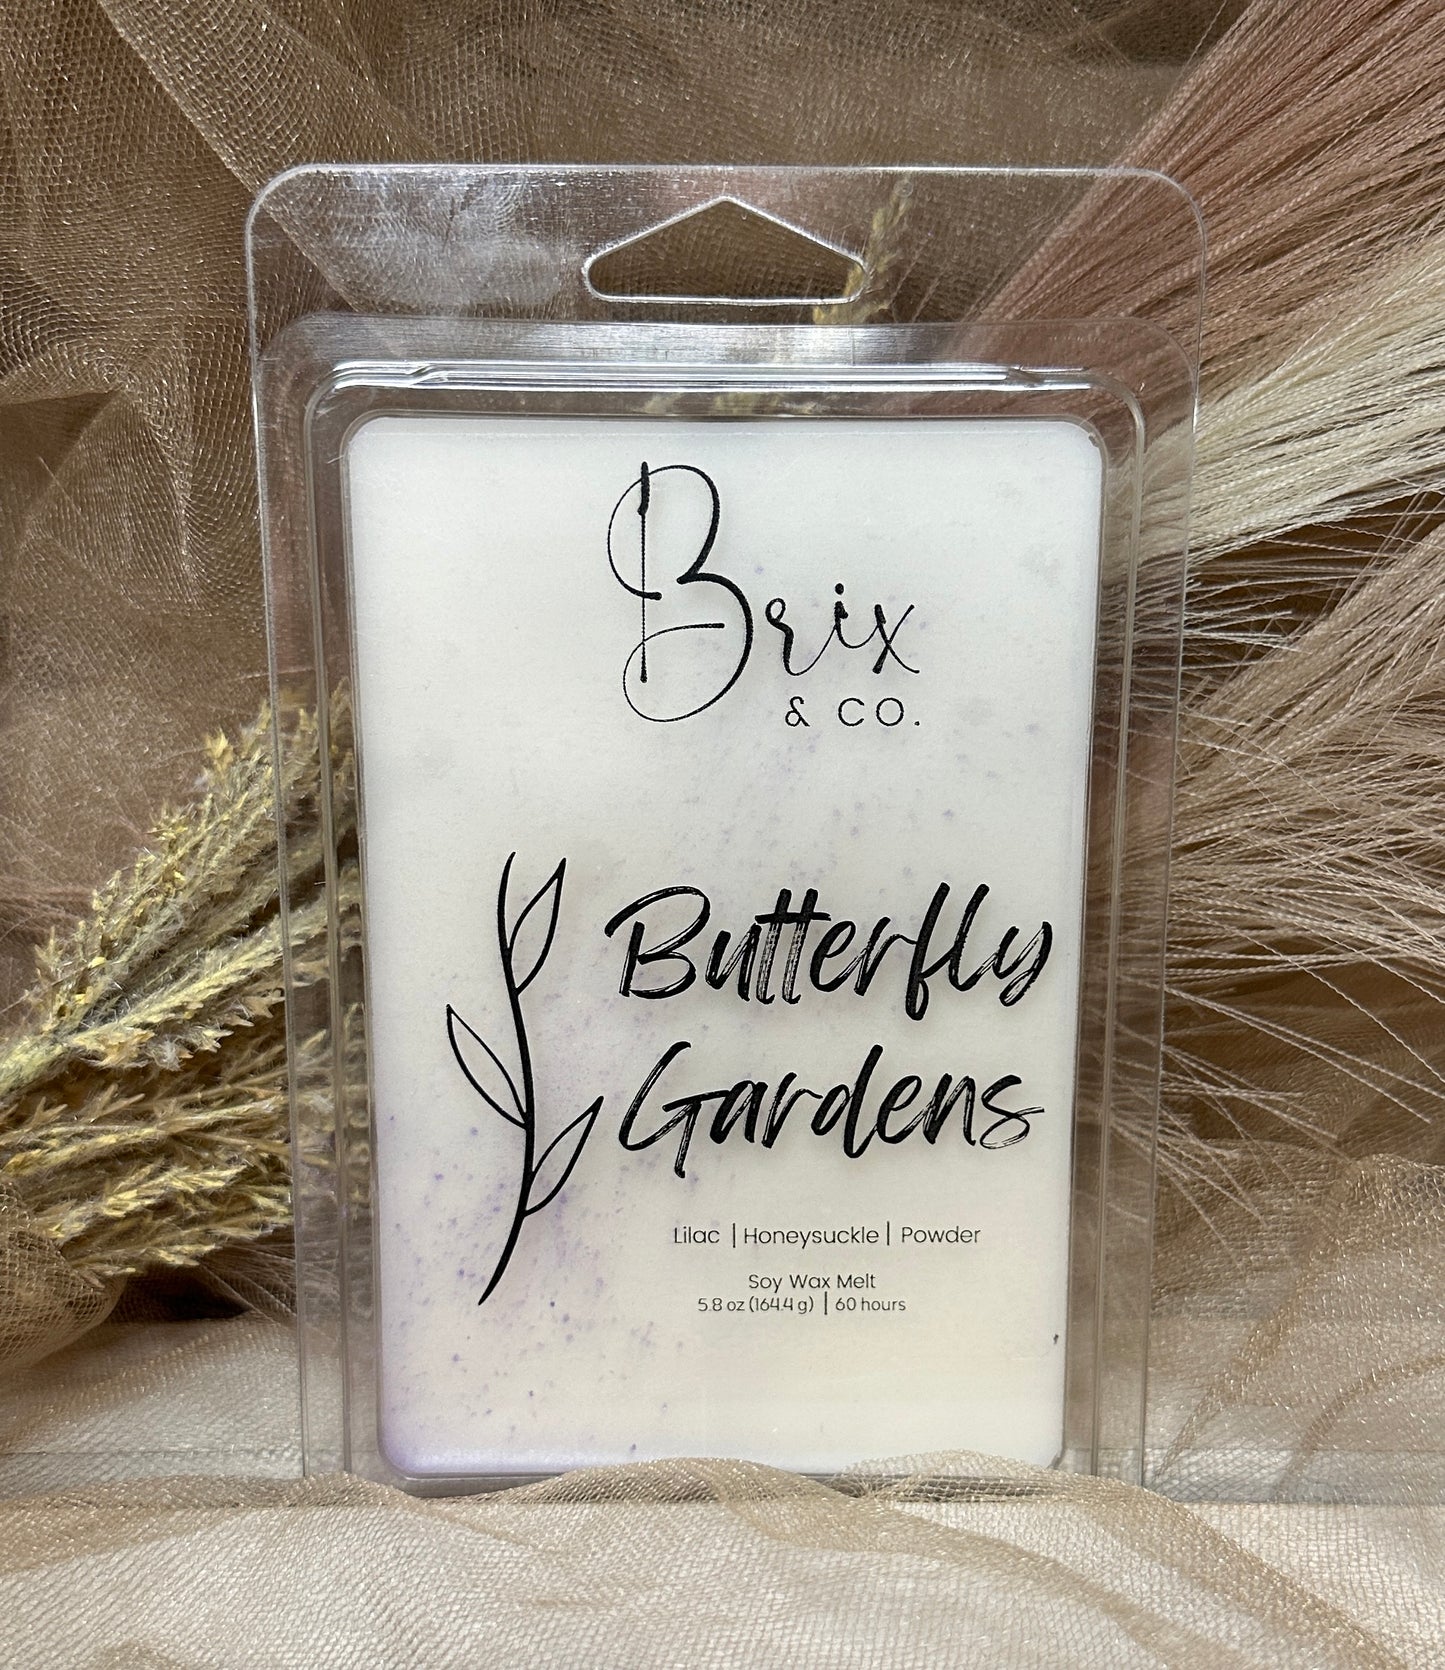 Brix
& CO.
Butterfly
Gardens
Lilac | Honeysuckle | Powder
Soy Wax Melt
5.8 oz (164.4 g) | 60 hours